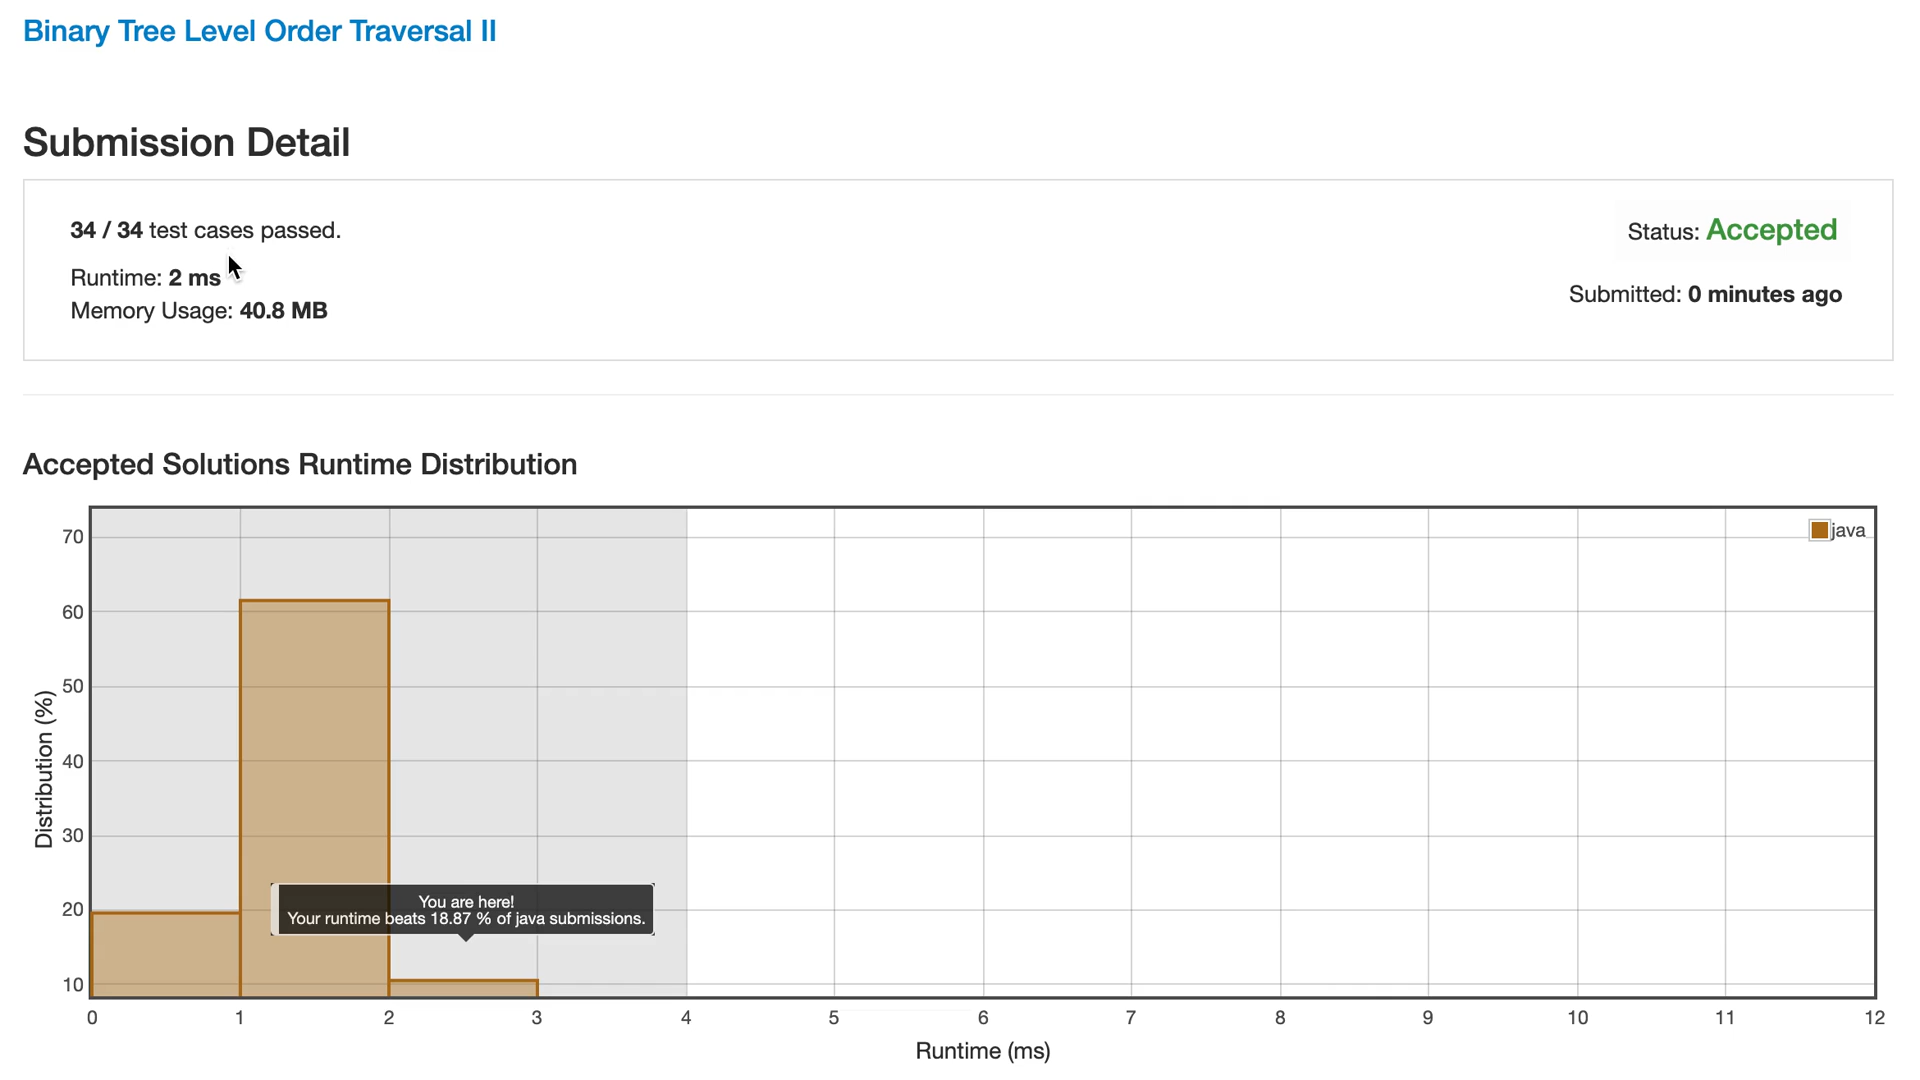 Binary Tree Level Order Traversal II
Submission Detail
34 / 34 test cases passed.
Status: Accepted
Runtime: 2 ms
Submitted: 0 minutes ago
Memory Usage: 40.8 MB
Accepted Solutions Runtime Distribution
java
70
60
50
40
30
20
10
Distribution (%)
You are here!
Your runtime beats 18.87 % of java submissions.
0 1 2 3 4 5 6 7 8 9 10 11 12
Runtime (ms)